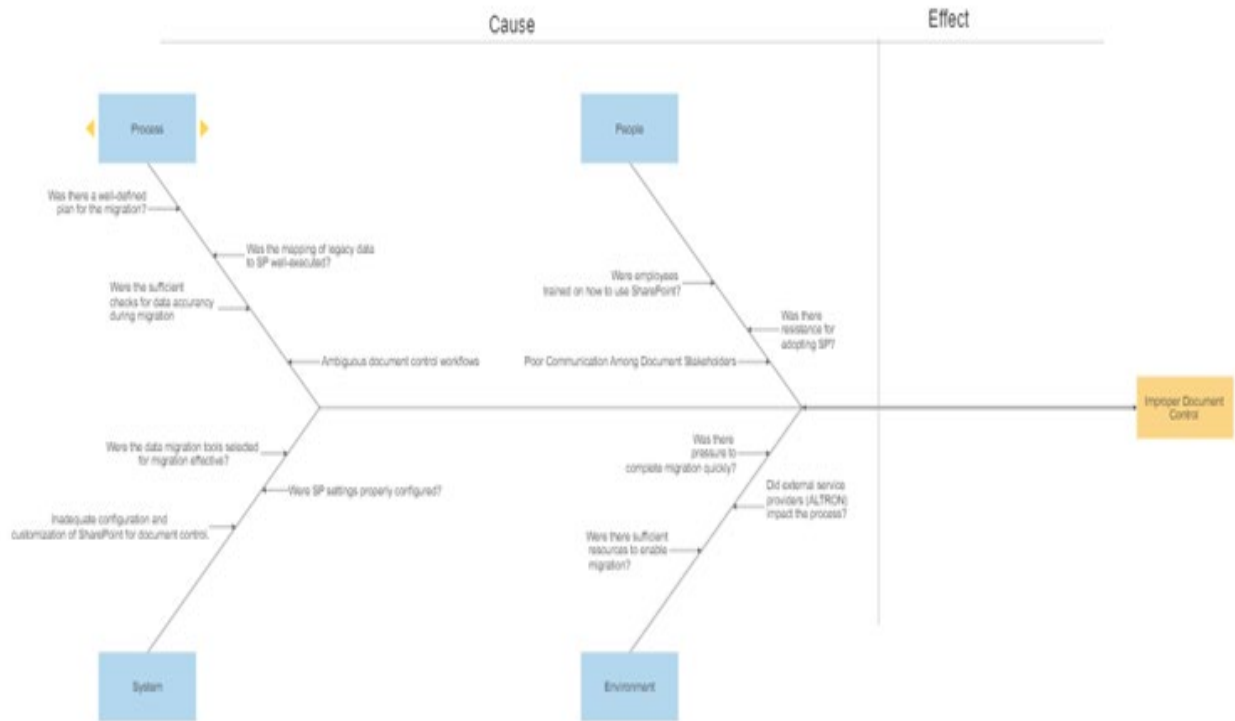 Cause
Effect
Process
People
Was there a well-defined
plan for the migration?
Was the mapping of legacy data
to SP well-executed?
Were the sufficient
checks for data accurancy
during migration
Ambiguous document control workflows
Were employees
trained on how to use SharePoint?
Was there
resistance for
adopting SP?
Poor Communication Among Document Stakeholders
Improper Document
Control
Were the data migration tools selected
for migration effective?
Were SP settings properly configured?
Inadequate configuration and
customization of SharePoint for document control.
Was there
pressure to
complete migration quickly?
Did external service
providers (ALTRON)
impact the process?
Were there sufficient
resources to enable
migration?
System
Environment